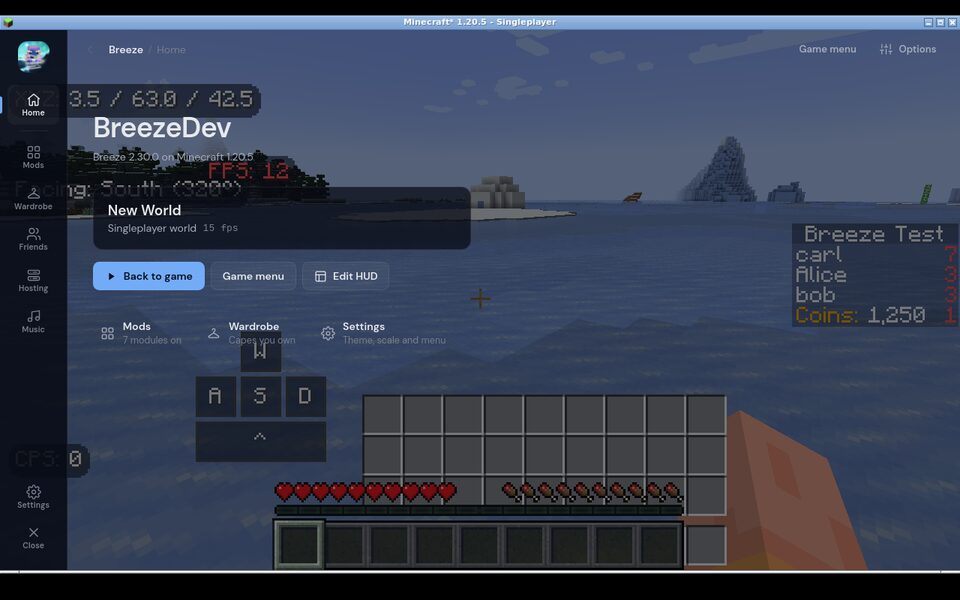 Minecraft* 1.20.5 - Singleplayer
Breeze / Home
Game menu
Options
Home
3.5 / 63.0 / 42.5
BreezeDev
Breeze 2.30.0 on Minecraft 1.20.5
FPS: 12
Mods
Facing: South (320°)
Wardrobe
New World
Singleplayer world 15 fps
Friends
Breeze Test
carl 7
Alice 3
bob 3
Coins: 1,250 1
Hosting
Back to game
Game menu
Edit HUD
Music
Mods
7 modules on
Wardrobe
Capes you own
Settings
Theme, scale and menu
W
A S D
^
CPS: 0
Settings
Close